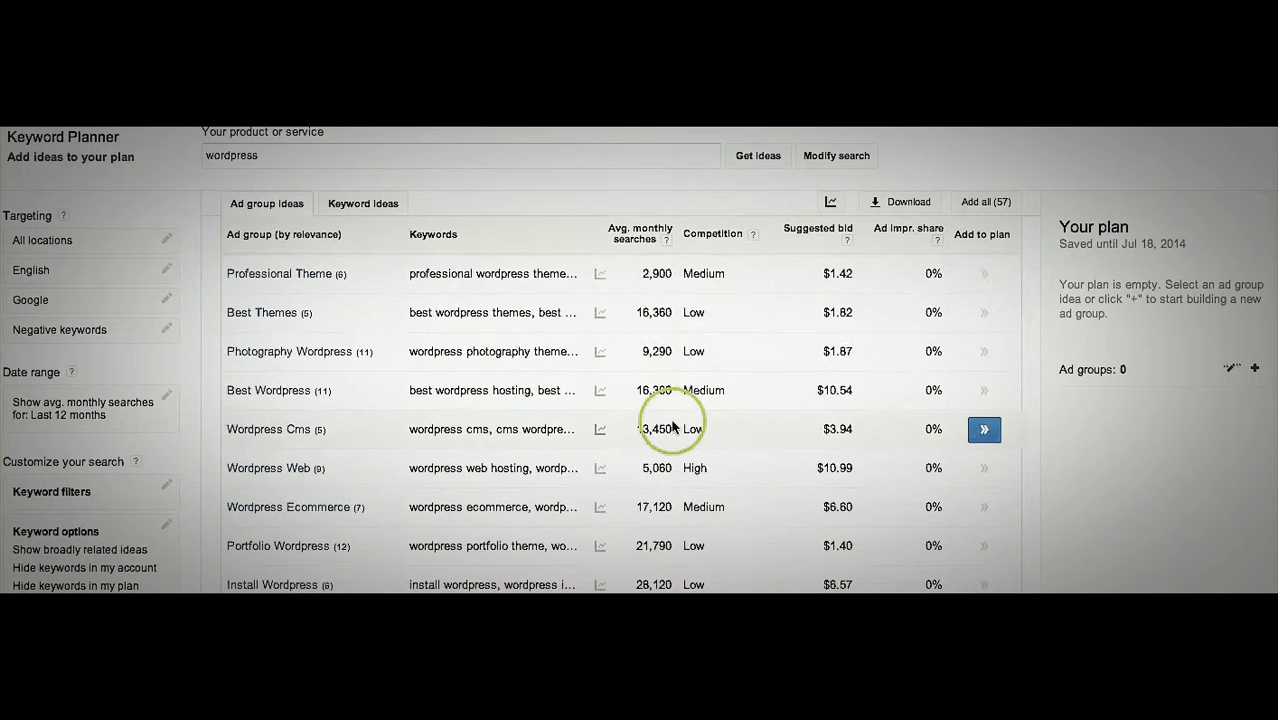 Keyword Planner
Add ideas to your plan
Your product or service
wordpress
Get ideas
Modify search
Targeting ?
All locations
English
Google
Negative keywords
Date range ?
Show avg. monthly searches
for: Last 12 months
Customize your search ?
Keyword filters
Keyword options
Show broadly related ideas
Hide keywords in my account
Hide keywords in my plan
Ad group ideas
Keyword ideas
Download
Add all (57)
Ad group (by relevance) Keywords Avg. monthly searches ? Competition ? Suggested bid ? Ad impr. share ? Add to plan
Professional Theme (6) professional wordpress theme... 2,900 Medium $1.42 0% »
Best Themes (5) best wordpress themes, best ... 16,360 Low $1.82 0% »
Photography Wordpress (11) wordpress photography theme... 9,290 Low $1.87 0% »
Best Wordpress (11) best wordpress hosting, best ... Medium $10.54 0% »
Wordpress Cms (5) wordpress cms, cms wordpre... Low $3.94 0% »
Wordpress Web (9) wordpress web hosting, wordp... 5,060 High $10.99 0% »
Wordpress Ecommerce (7) wordpress ecommerce, wordp... 17,120 Medium $6.60 0% »
Portfolio Wordpress (12) wordpress portfolio theme, wo... 21,790 Low $1.40 0% »
Install Wordpress (6) install wordpress, wordpress i... 28,120 Low $6.57 0% »
Your plan
Saved until Jul 18, 2014
Your plan is empty. Select an ad group
idea or click "+" to start building a new
ad group.
Ad groups: 0